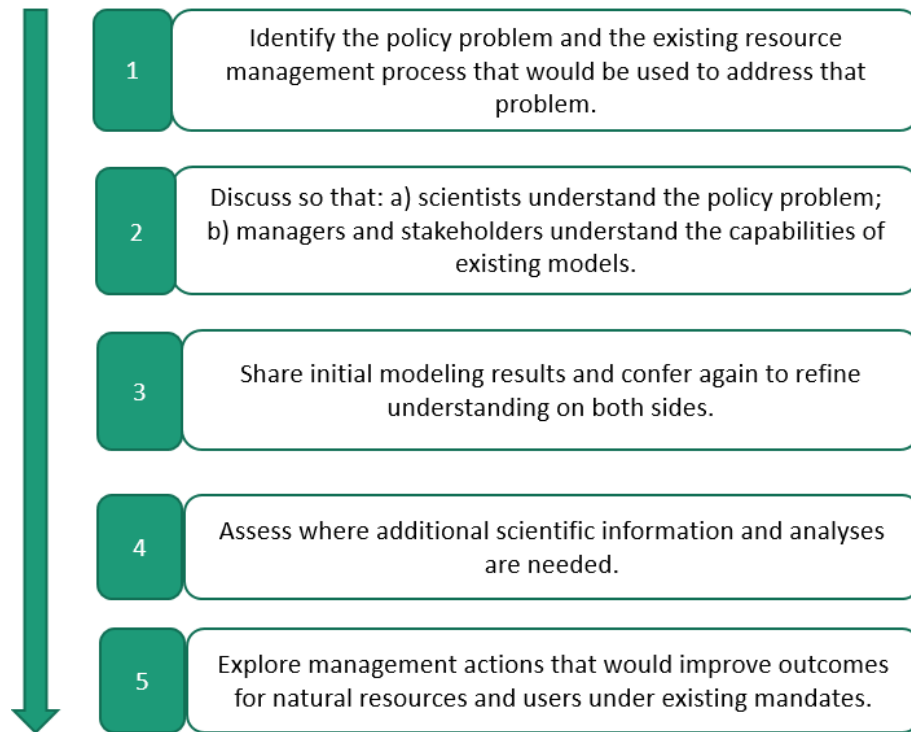 1
Identify the policy problem and the existing resource
management process that would be used to address that
problem.
2
Discuss so that: a) scientists understand the policy problem;
b) managers and stakeholders understand the capabilities of
existing models.
3
Share initial modeling results and confer again to refine
understanding on both sides.
4
Assess where additional scientific information and analyses
are needed.
5
Explore management actions that would improve outcomes
for natural resources and users under existing mandates.